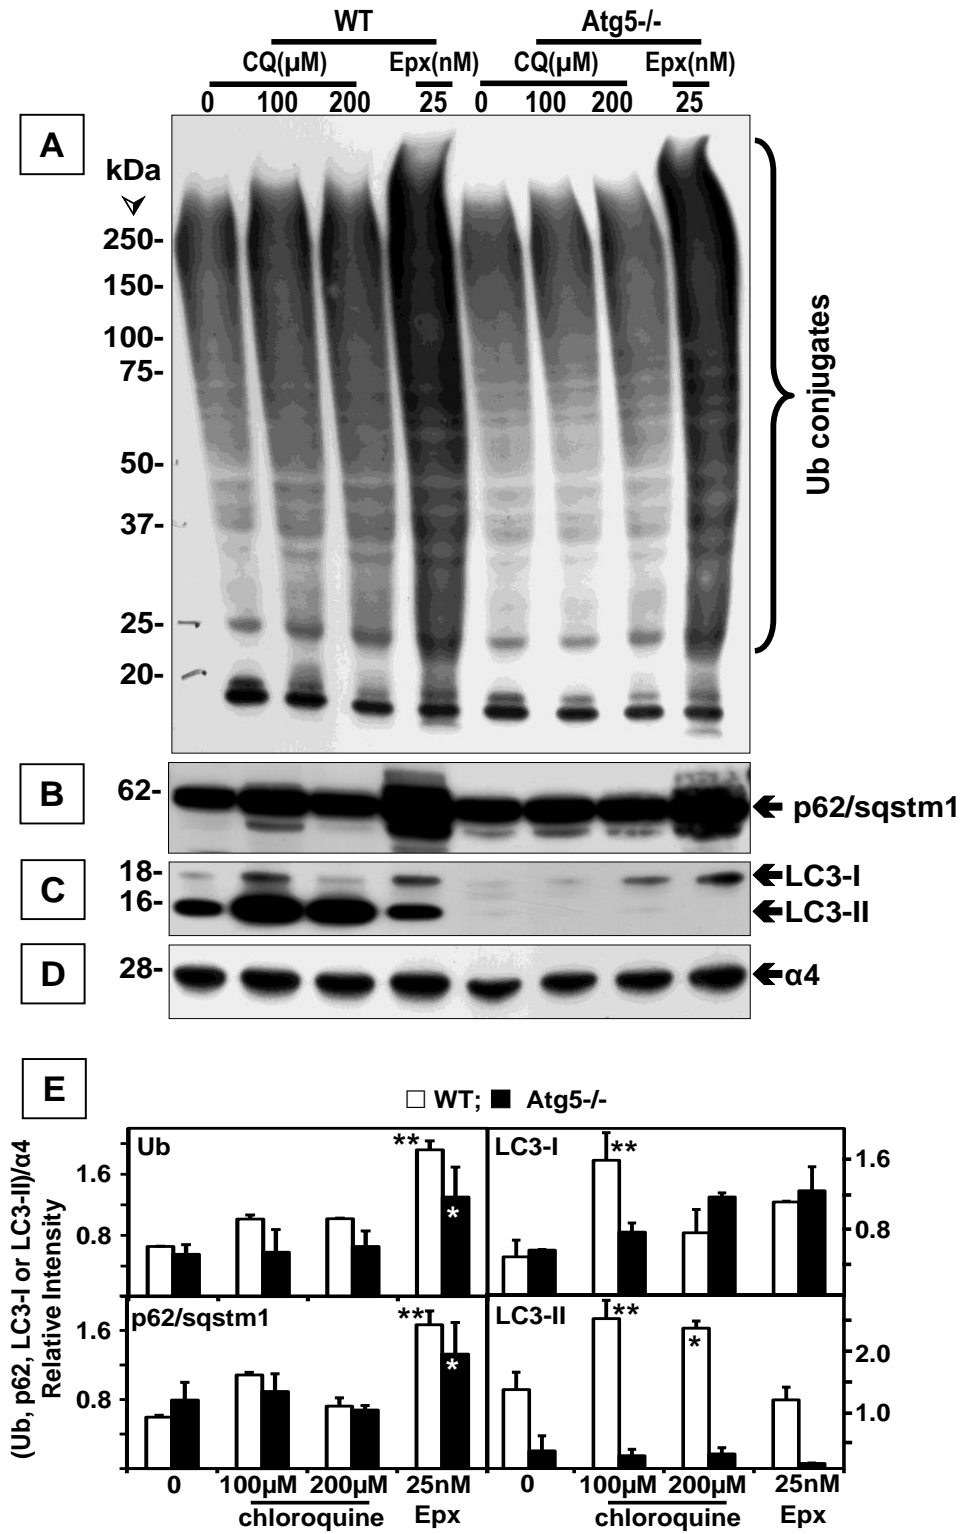 WT Atg5-/-
CQ(µM) Epx(nM) CQ(µM) Epx(nM)
0 100 200 25 0 100 200 25
A
kDa
250-
150-
100-
75-
50-
37-
25-
20-
Ub conjugates
B
62-
p62/sqstm1
C
18-
16-
LC3-I
LC3-II
D
28-
α4
E
WT; Atg5-/-
(Ub, p62, LC3-I or LC3-II)/α4
Relative Intensity
Ub
1.6
0.8
**
*
LC3-I
**
1.6
0.8
p62/sqstm1
1.6
0.8
**
*
LC3-II
**
*
2.0
1.0
0 100µM 200µM 25nM 0 100µM 200µM 25nM
chloroquine Epx chloroquine Epx